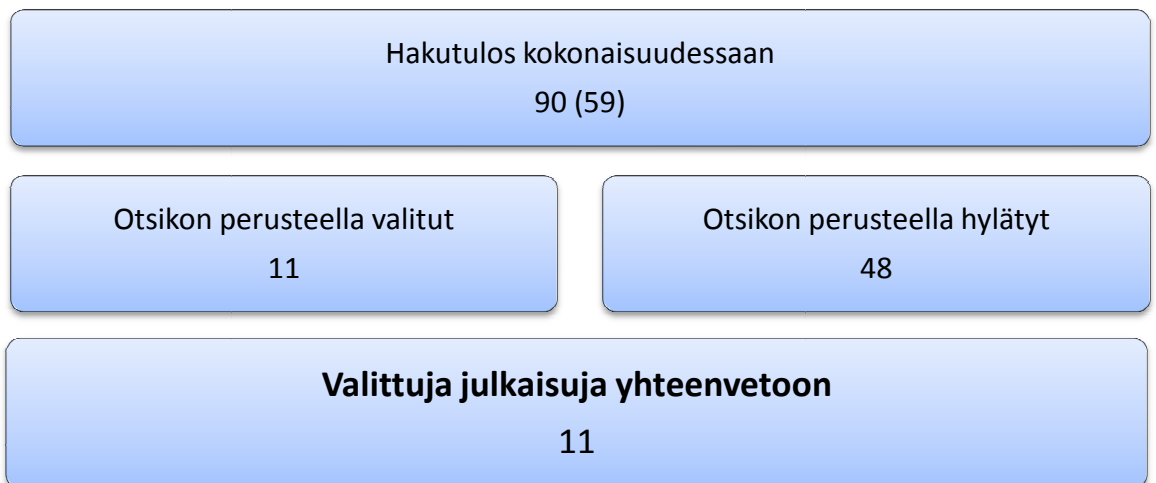 Hakutulos kokonaisuudessaan
90 (59)
Otsikon perusteella valitut
11
Otsikon perusteella hylätyt
48
Valittuja julkaisuja yhteenvetoon
11